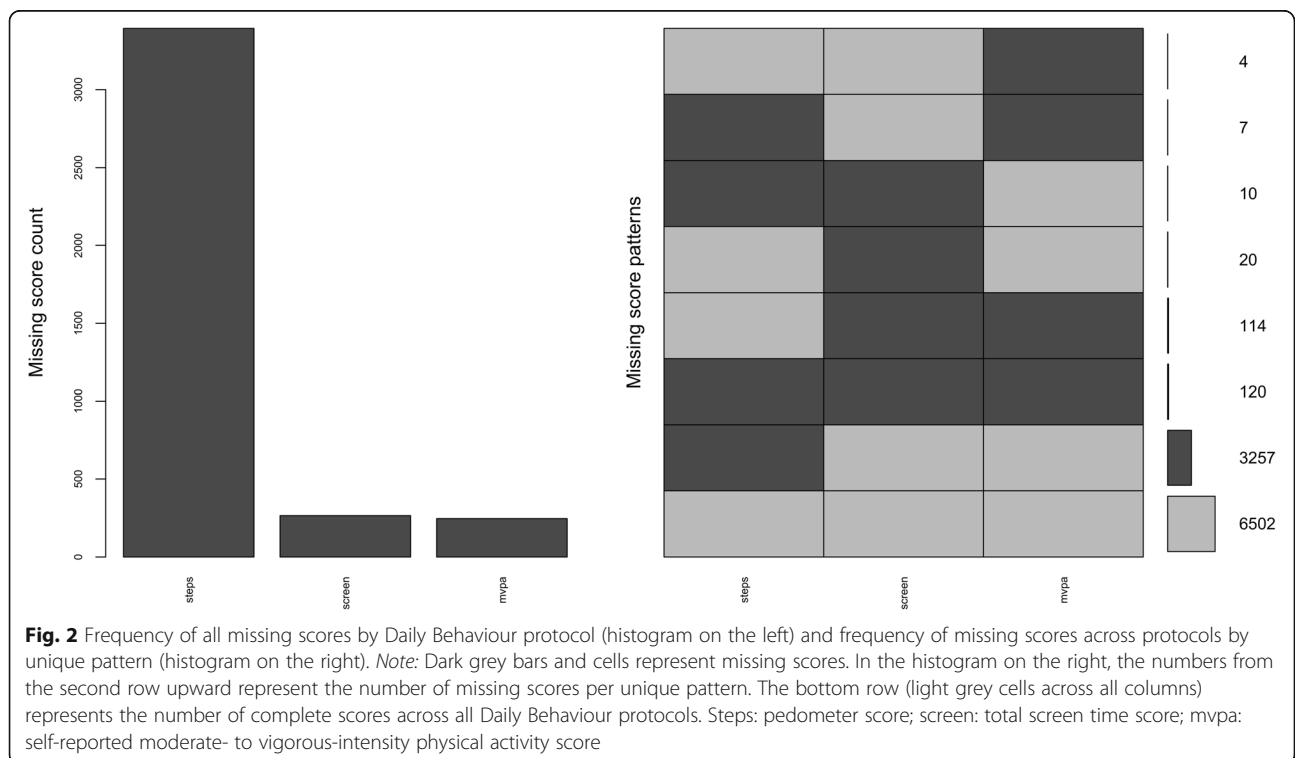 Missing score count
3000
2500
2000
1500
1000
500
0
steps
screen
mvpa
Missing score patterns
4
7
10
20
114
120
3257
6502
steps
screen
mvpa
Fig. 2 Frequency of all missing scores by Daily Behaviour protocol (histogram on the left) and frequency of missing scores across protocols by
unique pattern (histogram on the right). Note: Dark grey bars and cells represent missing scores. In the histogram on the right, the numbers from
the second row upward represent the number of missing scores per unique pattern. The bottom row (light grey cells across all columns)
represents the number of complete scores across all Daily Behaviour protocols. Steps: pedometer score; screen: total screen time score; mvpa:
self-reported moderate- to vigorous-intensity physical activity score